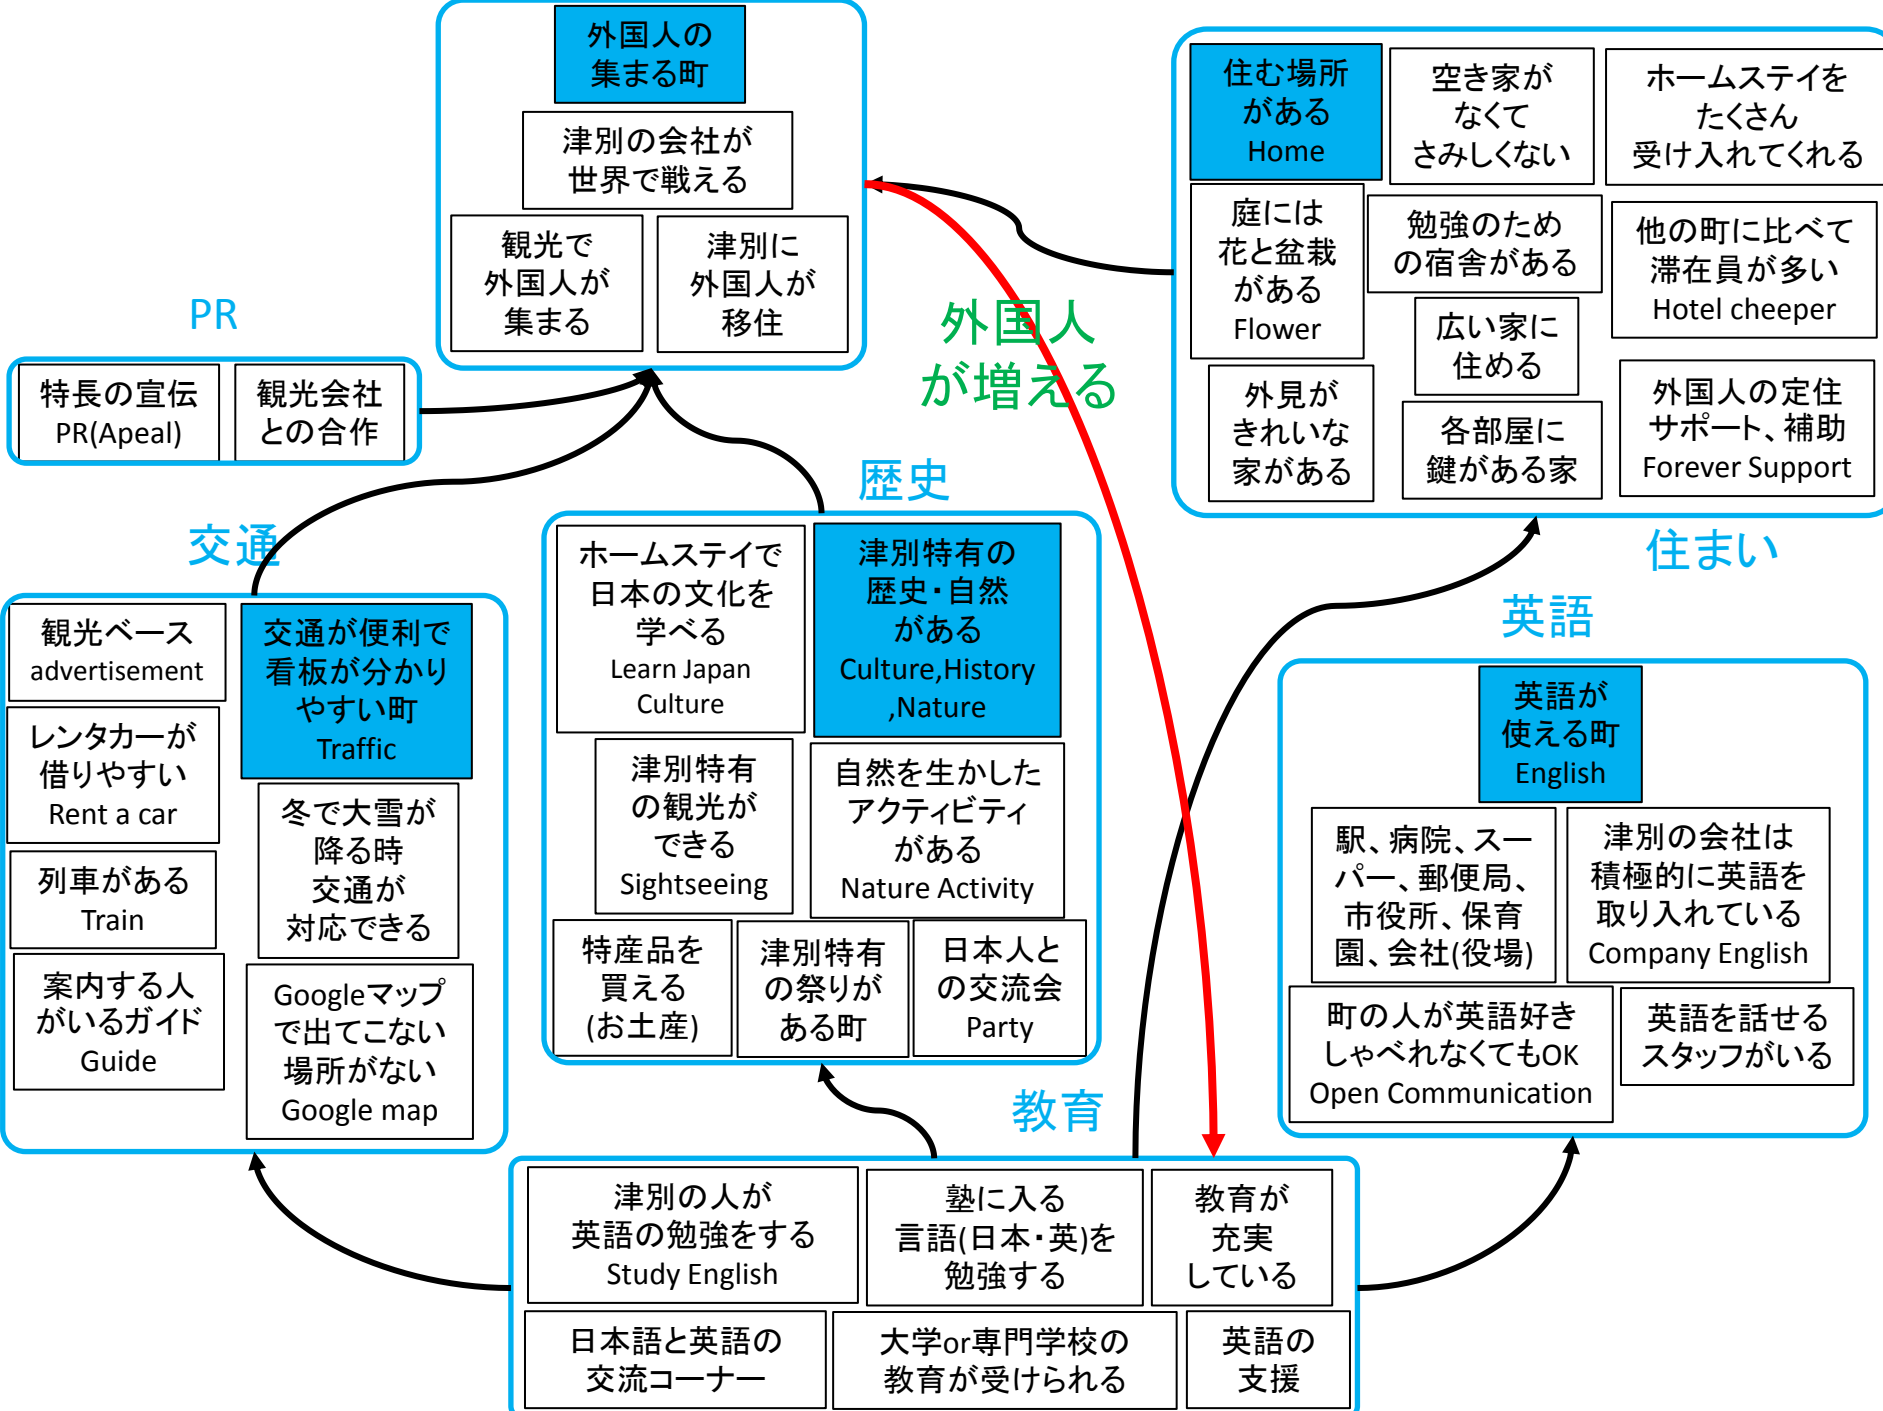 外国人の
集まる町
津別の会社が
世界で戦える
観光で
外国人が
集まる
津別に
外国人が
移住
住む場所
がある
Home
空き家が
なくて
さみしくない
ホームステイを
たくさん
受け入れてくれる
庭には
花と盆栽
がある
Flower
勉強のため
の宿舎がある
他の町に比べて
滞在員が多い
Hotel cheeper
広い家に
住める
外見が
きれいな
家がある
各部屋に
鍵がある家
外国人の定住
サポート、補助
Forever Support
住まい
PR
特長の宣伝
PR(Apeal)
観光会社
との合作
外国人
が増える
交通
観光ベース
advertisement
交通が便利で
看板が分かり
やすい町
Traffic
レンタカーが
借りやすい
Rent a car
冬で大雪が
降る時
交通が
対応できる
列車がある
Train
案内する人
がいるガイド
Guide
Googleマップ
で出てこない
場所がない
Google map
歴史
ホームステイで
日本の文化を
学べる
Learn Japan
Culture
津別特有の
歴史・自然
がある
Culture,History
,Nature
津別特有
の観光が
できる
Sightseeing
自然を生かした
アクティビティ
がある
Nature Activity
特産品を
買える
(お土産)
津別特有
の祭りが
ある町
日本人と
の交流会
Party
英語
英語が
使える町
English
駅、病院、スー
パー、郵便局、
市役所、保育
園、会社(役場)
津別の会社は
積極的に英語を
取り入れている
Company English
町の人が英語好き
しゃべれなくてもOK
Open Communication
英語を話せる
スタッフがいる
教育
津別の人が
英語の勉強をする
Study English
塾に入る
言語(日本・英)を
勉強する
教育が
充実
している
日本語と英語の
交流コーナー
大学or専門学校の
教育が受けられる
英語の
支援